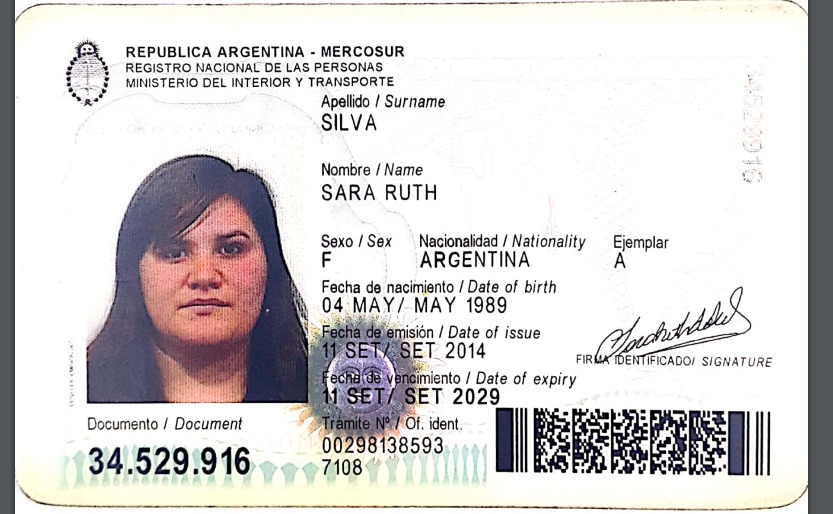 REPUBLICA ARGENTINA - MERCOSUR
REGISTRO NACIONAL DE LAS PERSONAS
MINISTERIO DEL INTERIOR Y TRANSPORTE
Apellido / Surname
SILVA
Nombre / Name
SARA RUTH
Sexo / Sex Nacionalidad / Nationality Ejemplar
F ARGENTINA A
Fecha de nacimiento / Date of birth
04 MAY/ MAY 1989
Fecha de emisión / Date of issue
11 SET/ SET 2014
FIRMA IDENTIFICADO/ SIGNATURE
Fecha de vencimiento / Date of expiry
11 SET/ SET 2029
Documento / Document
34.529.916
Trámite Nº / Of. ident.
00298138593
7108